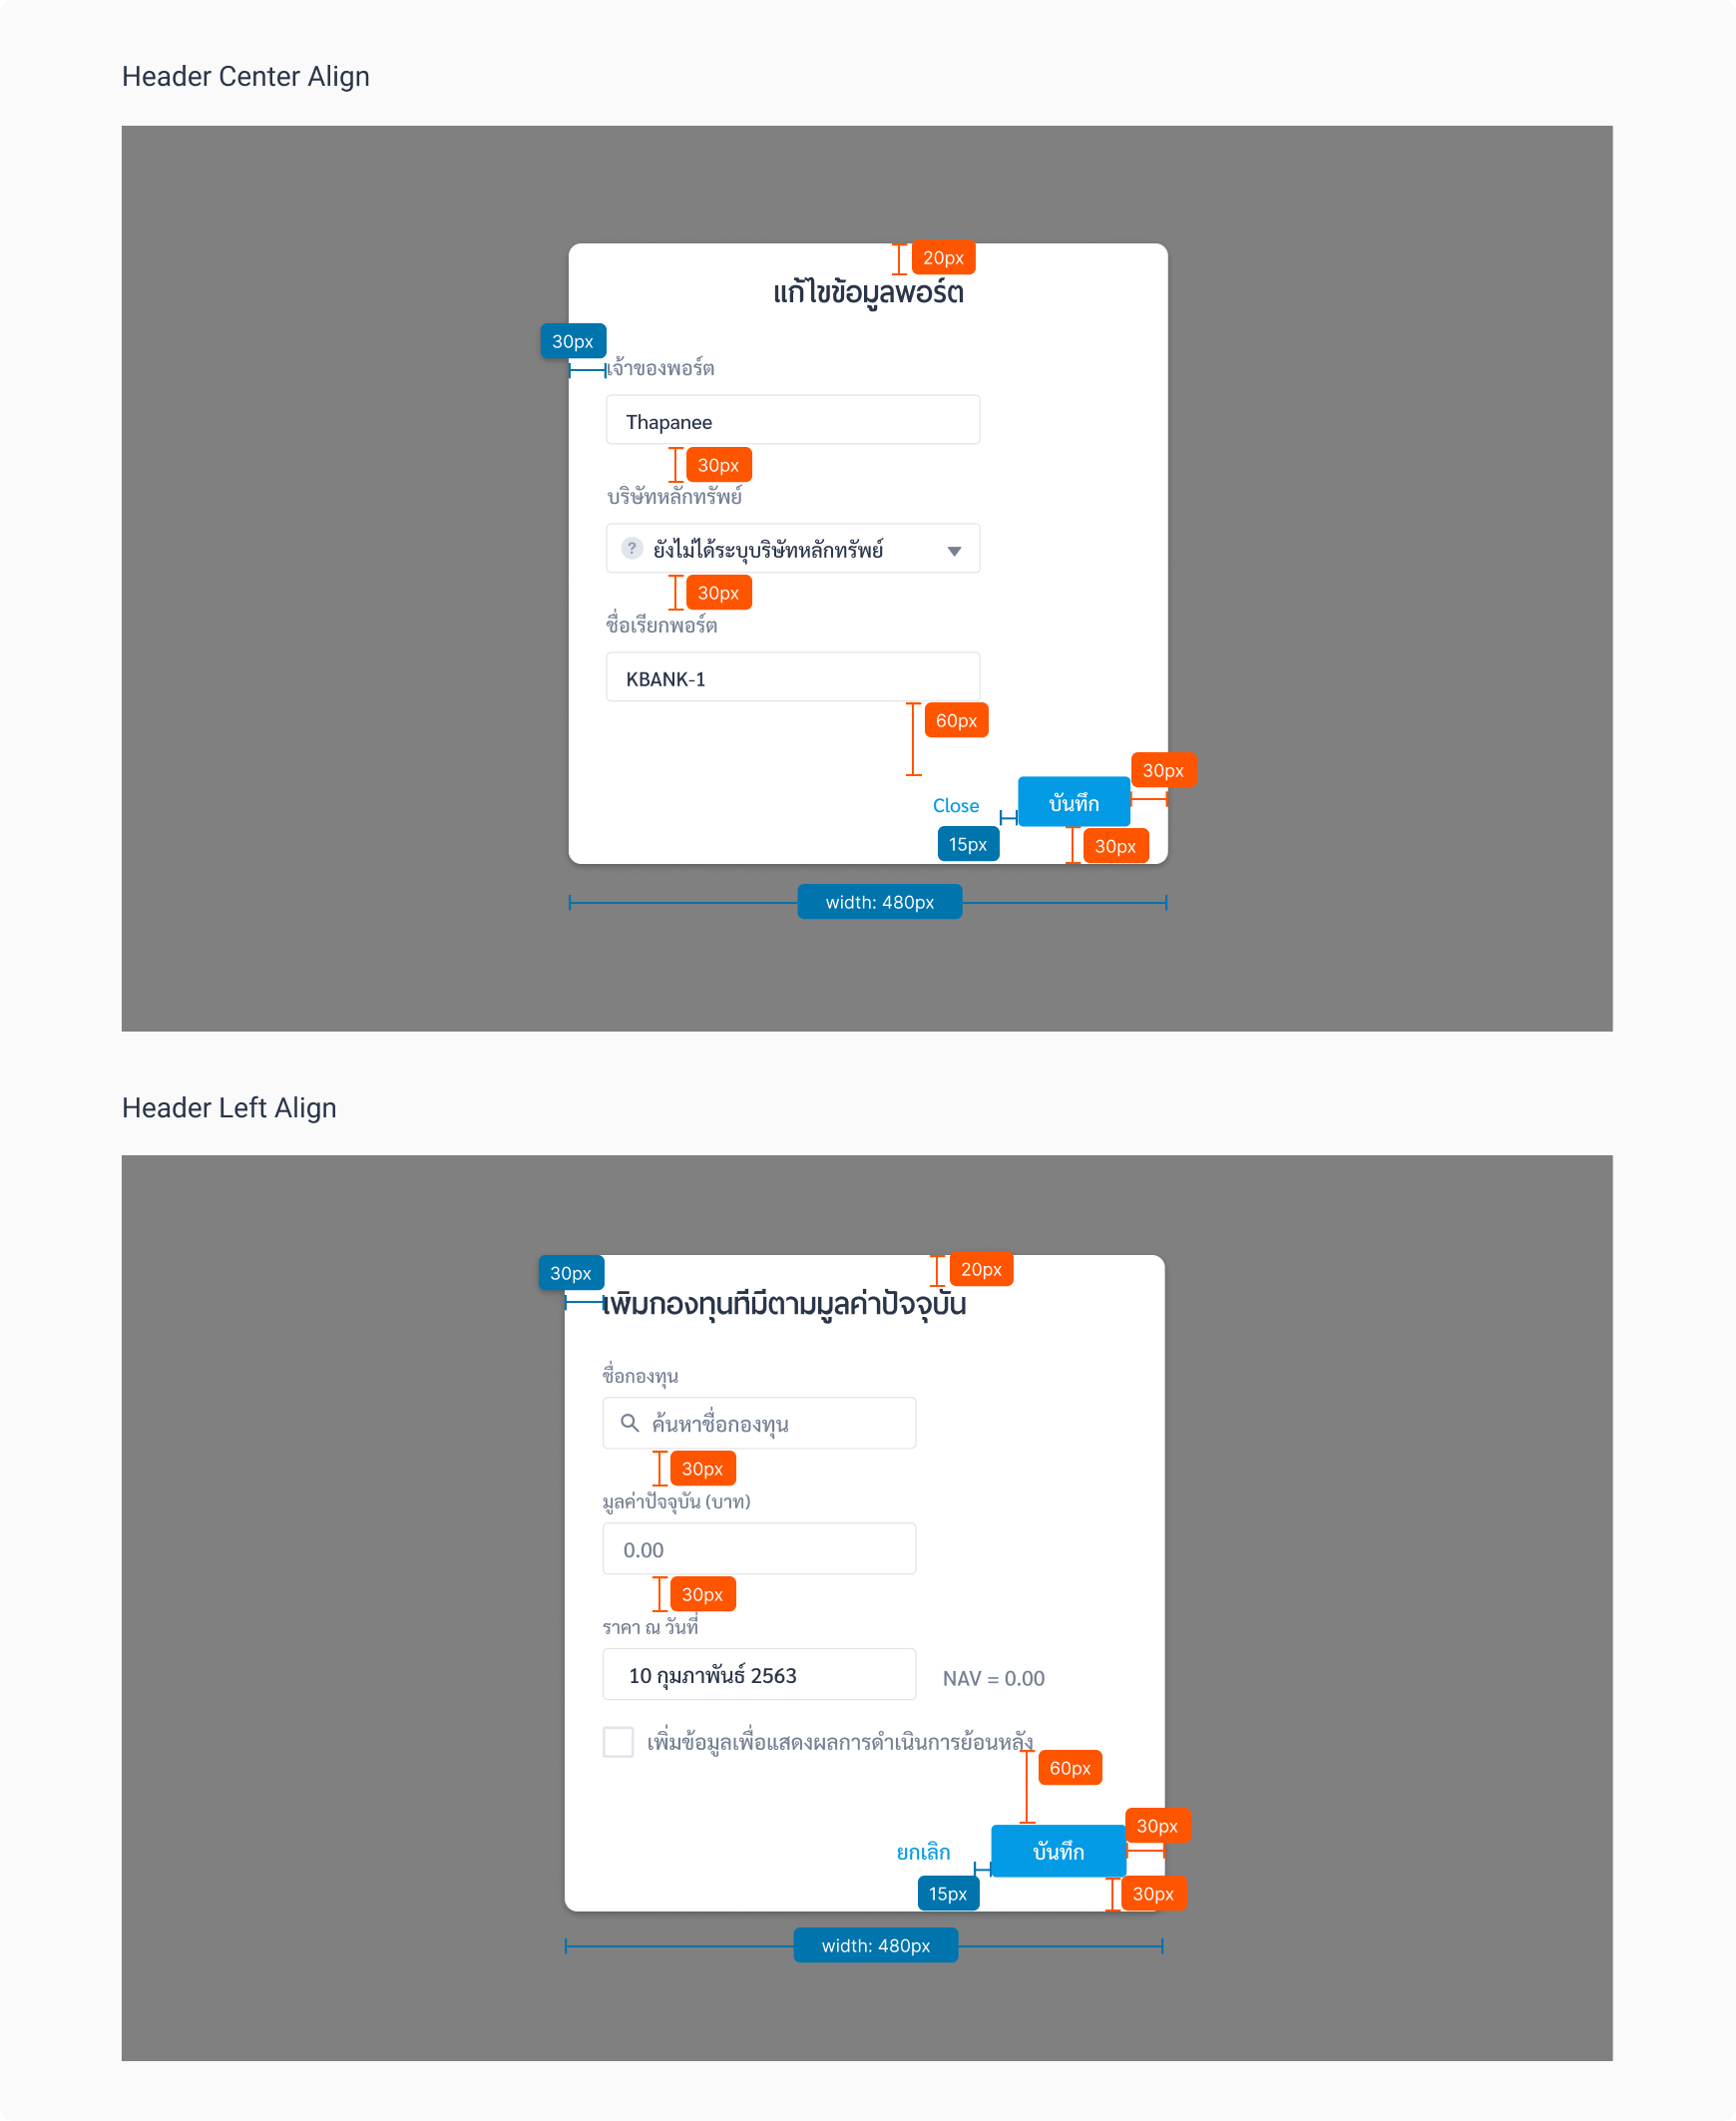 Header Center Align
20px
แก้ไขข้อมูลพอร์ต
30px
เจ้าของพอร์ต
Thapanee
30px
บริษัทหลักทรัพย์
? ยังไม่ได้ระบุบริษัทหลักทรัพย์
30px
ชื่อเรียกพอร์ต
KBANK-1
60px
30px
Close
บันทึก
15px
30px
width: 480px
Header Left Align
30px
20px
เพิ่มกองทุนที่มีตามมูลค่าปัจจุบัน
ชื่อกองทุน
ค้นหาชื่อกองทุน
30px
มูลค่าปัจจุบัน (บาท)
0.00
30px
ราคา ณ วันที่
10 กุมภาพันธ์ 2563
NAV = 0.00
เพิ่มข้อมูลเพื่อแสดงผลการดำเนินการย้อนหลัง
60px
30px
ยกเลิก
บันทึก
15px
30px
width: 480px